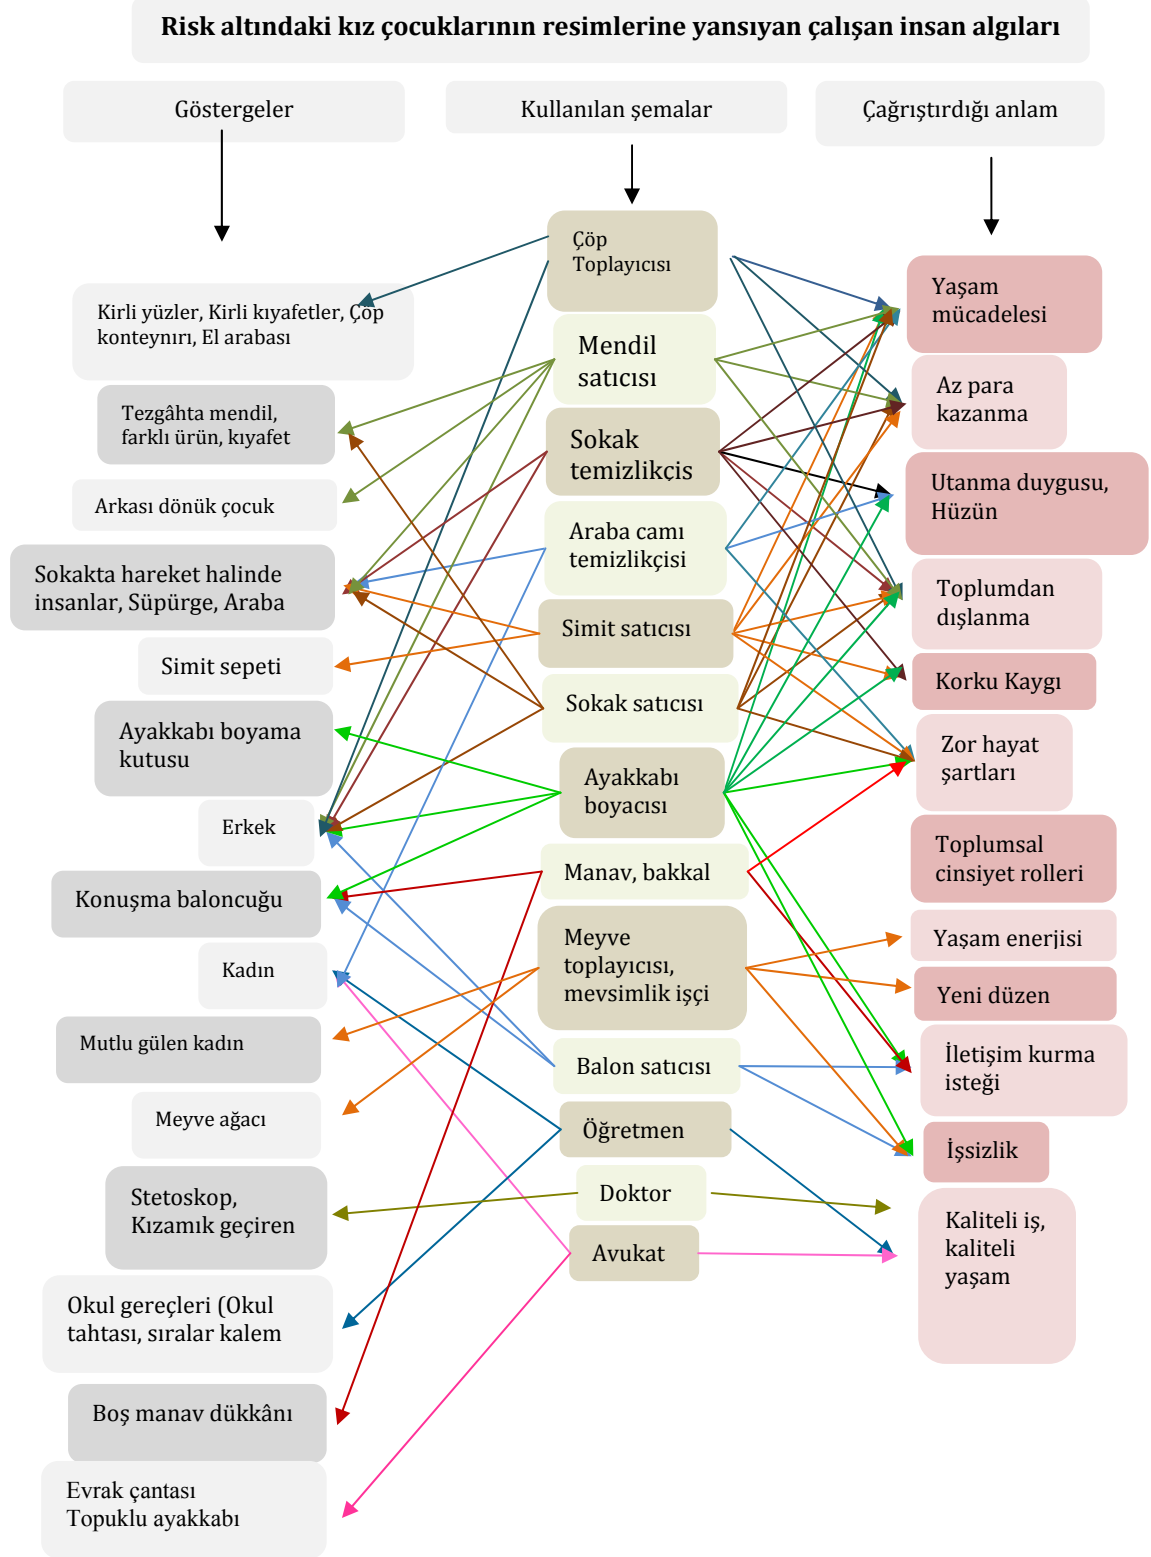 Risk altındaki kız çocuklarının resimlerine yansıyan çalışan insan algıları
Göstergeler
Kullanılan şemalar
Çağrıştırdığı anlam
Kirli yüzler, Kirli kıyafetler, Çöp
konteynırı, El arabası
Tezgâhta mendil,
farklı ürün, kıyafet
Arkası dönük çocuk
Sokakta hareket halinde
insanlar, Süpürge, Araba
Simit sepeti
Ayakkabı boyama
kutusu
Erkek
Konuşma baloncuğu
Kadın
Mutlu gülen kadın
Meyve ağacı
Stetoskop,
Kızamık geçiren
Okul gereçleri (Okul
tahtası, sıralar kalem
Boş manav dükkânı
Evrak çantası
Topuklu ayakkabı
Çöp
Toplayıcısı
Mendil
satıcısı
Sokak
temizlikçis
Araba camı
temizlikçisi
Simit satıcısı
Sokak satıcısı
Ayakkabı
boyacısı
Manav, bakkal
Meyve
toplayıcısı,
mevsimlik işçi
Balon satıcısı
Öğretmen
Doktor
Avukat
Yaşam
mücadelesi
Az para
kazanma
Utanma duygusu,
Hüzün
Toplumdan
dışlanma
Korku Kaygı
Zor hayat
şartları
Toplumsal
cinsiyet rolleri
Yaşam enerjisi
Yeni düzen
İletişim kurma
isteği
İşsizlik
Kaliteli iş,
kaliteli
yaşam